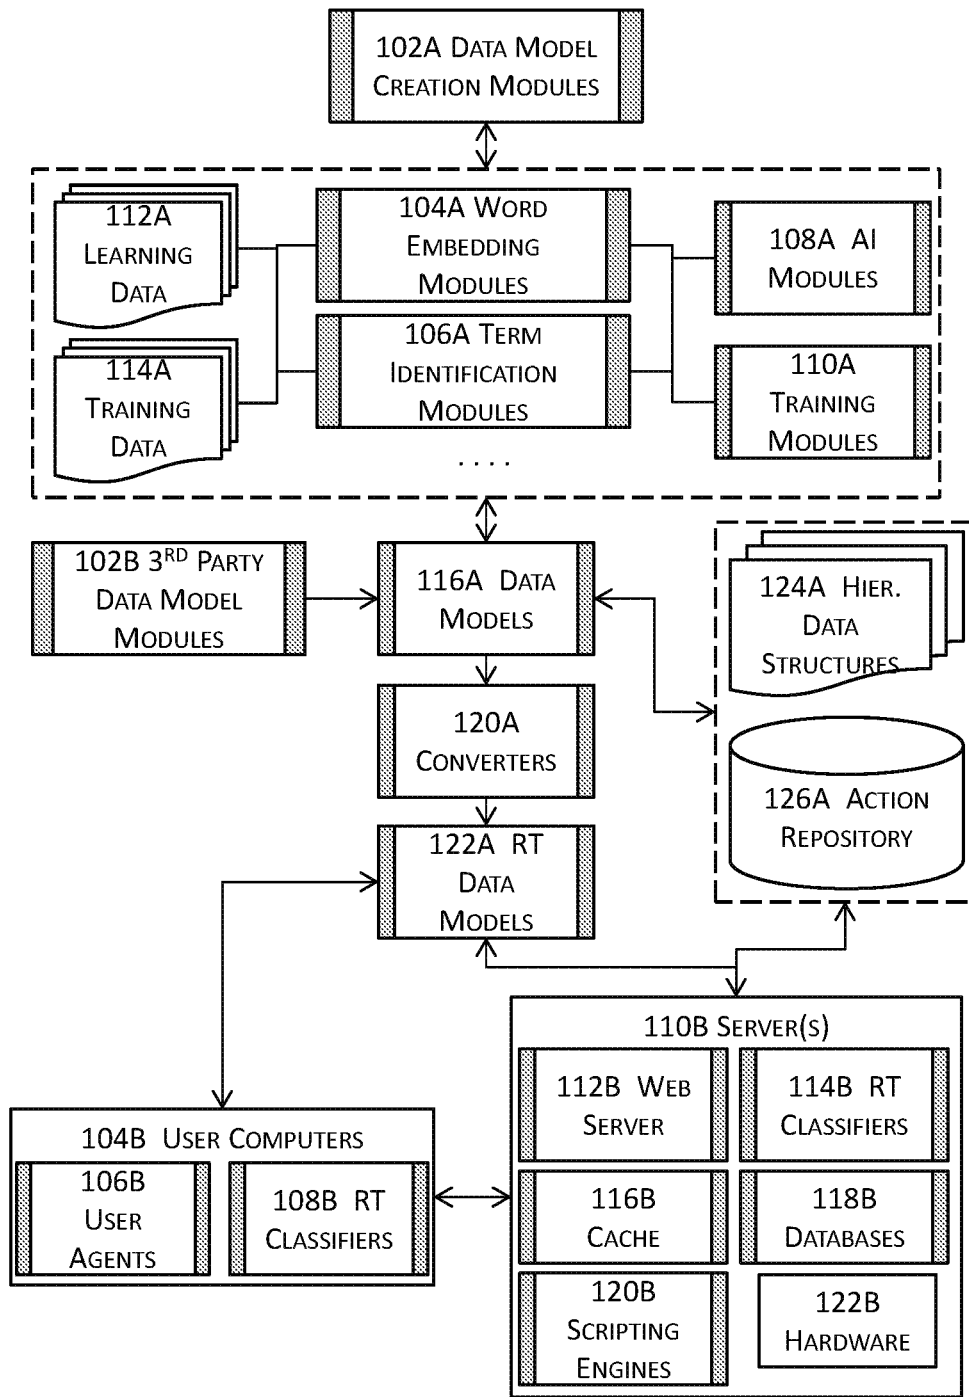 102A DATA MODEL
CREATION MODULES
112A
LEARNING
DATA
104A WORD
EMBEDDING
MODULES
108A AI
MODULES
114A
TRAINING
DATA
106A TERM
IDENTIFICATION
MODULES
110A
TRAINING
MODULES
. . . .
102B 3RD PARTY
DATA MODEL
MODULES
116A DATA
MODELS
124A HIER.
DATA
STRUCTURES
120A
CONVERTERS
126A ACTION
REPOSITORY
122A RT
DATA
MODELS
110B SERVER(S)
112B WEB
SERVER
114B RT
CLASSIFIERS
104B USER COMPUTERS
106B
USER
AGENTS
108B RT
CLASSIFIERS
116B
CACHE
118B
DATABASES
120B
SCRIPTING
ENGINES
122B
HARDWARE